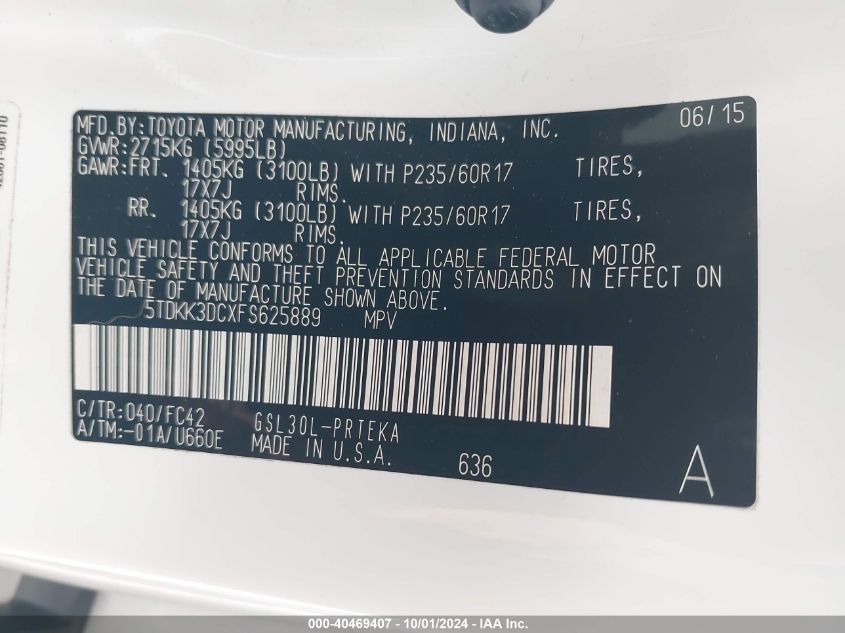 MFD.BY:TOYOTA MOTOR MANUFACTURING, INDIANA, INC. 06/15
GVWR:2715KG (5995LB)
GAWR:FRT. 1405KG (3100LB) WITH P235/60R17 TIRES,
17X7J RIMS.
RR. 1405KG (3100LB) WITH P235/60R17 TIRES,
17X7J RIMS.
THIS VEHICLE CONFORMS TO ALL APPLICABLE FEDERAL MOTOR
VEHICLE SAFETY AND THEFT PREVENTION STANDARDS IN EFFECT ON
THE DATE OF MANUFACTURE SHOWN ABOVE.
5TDKK3DCXFS625889 MPV
C/TR:040/FC42 GSL30L-PRTEKA
A/TM:-01A/U660E MADE IN U.S.A. 636 A
000-40469407 - 10/01/2024 - IAA Inc.